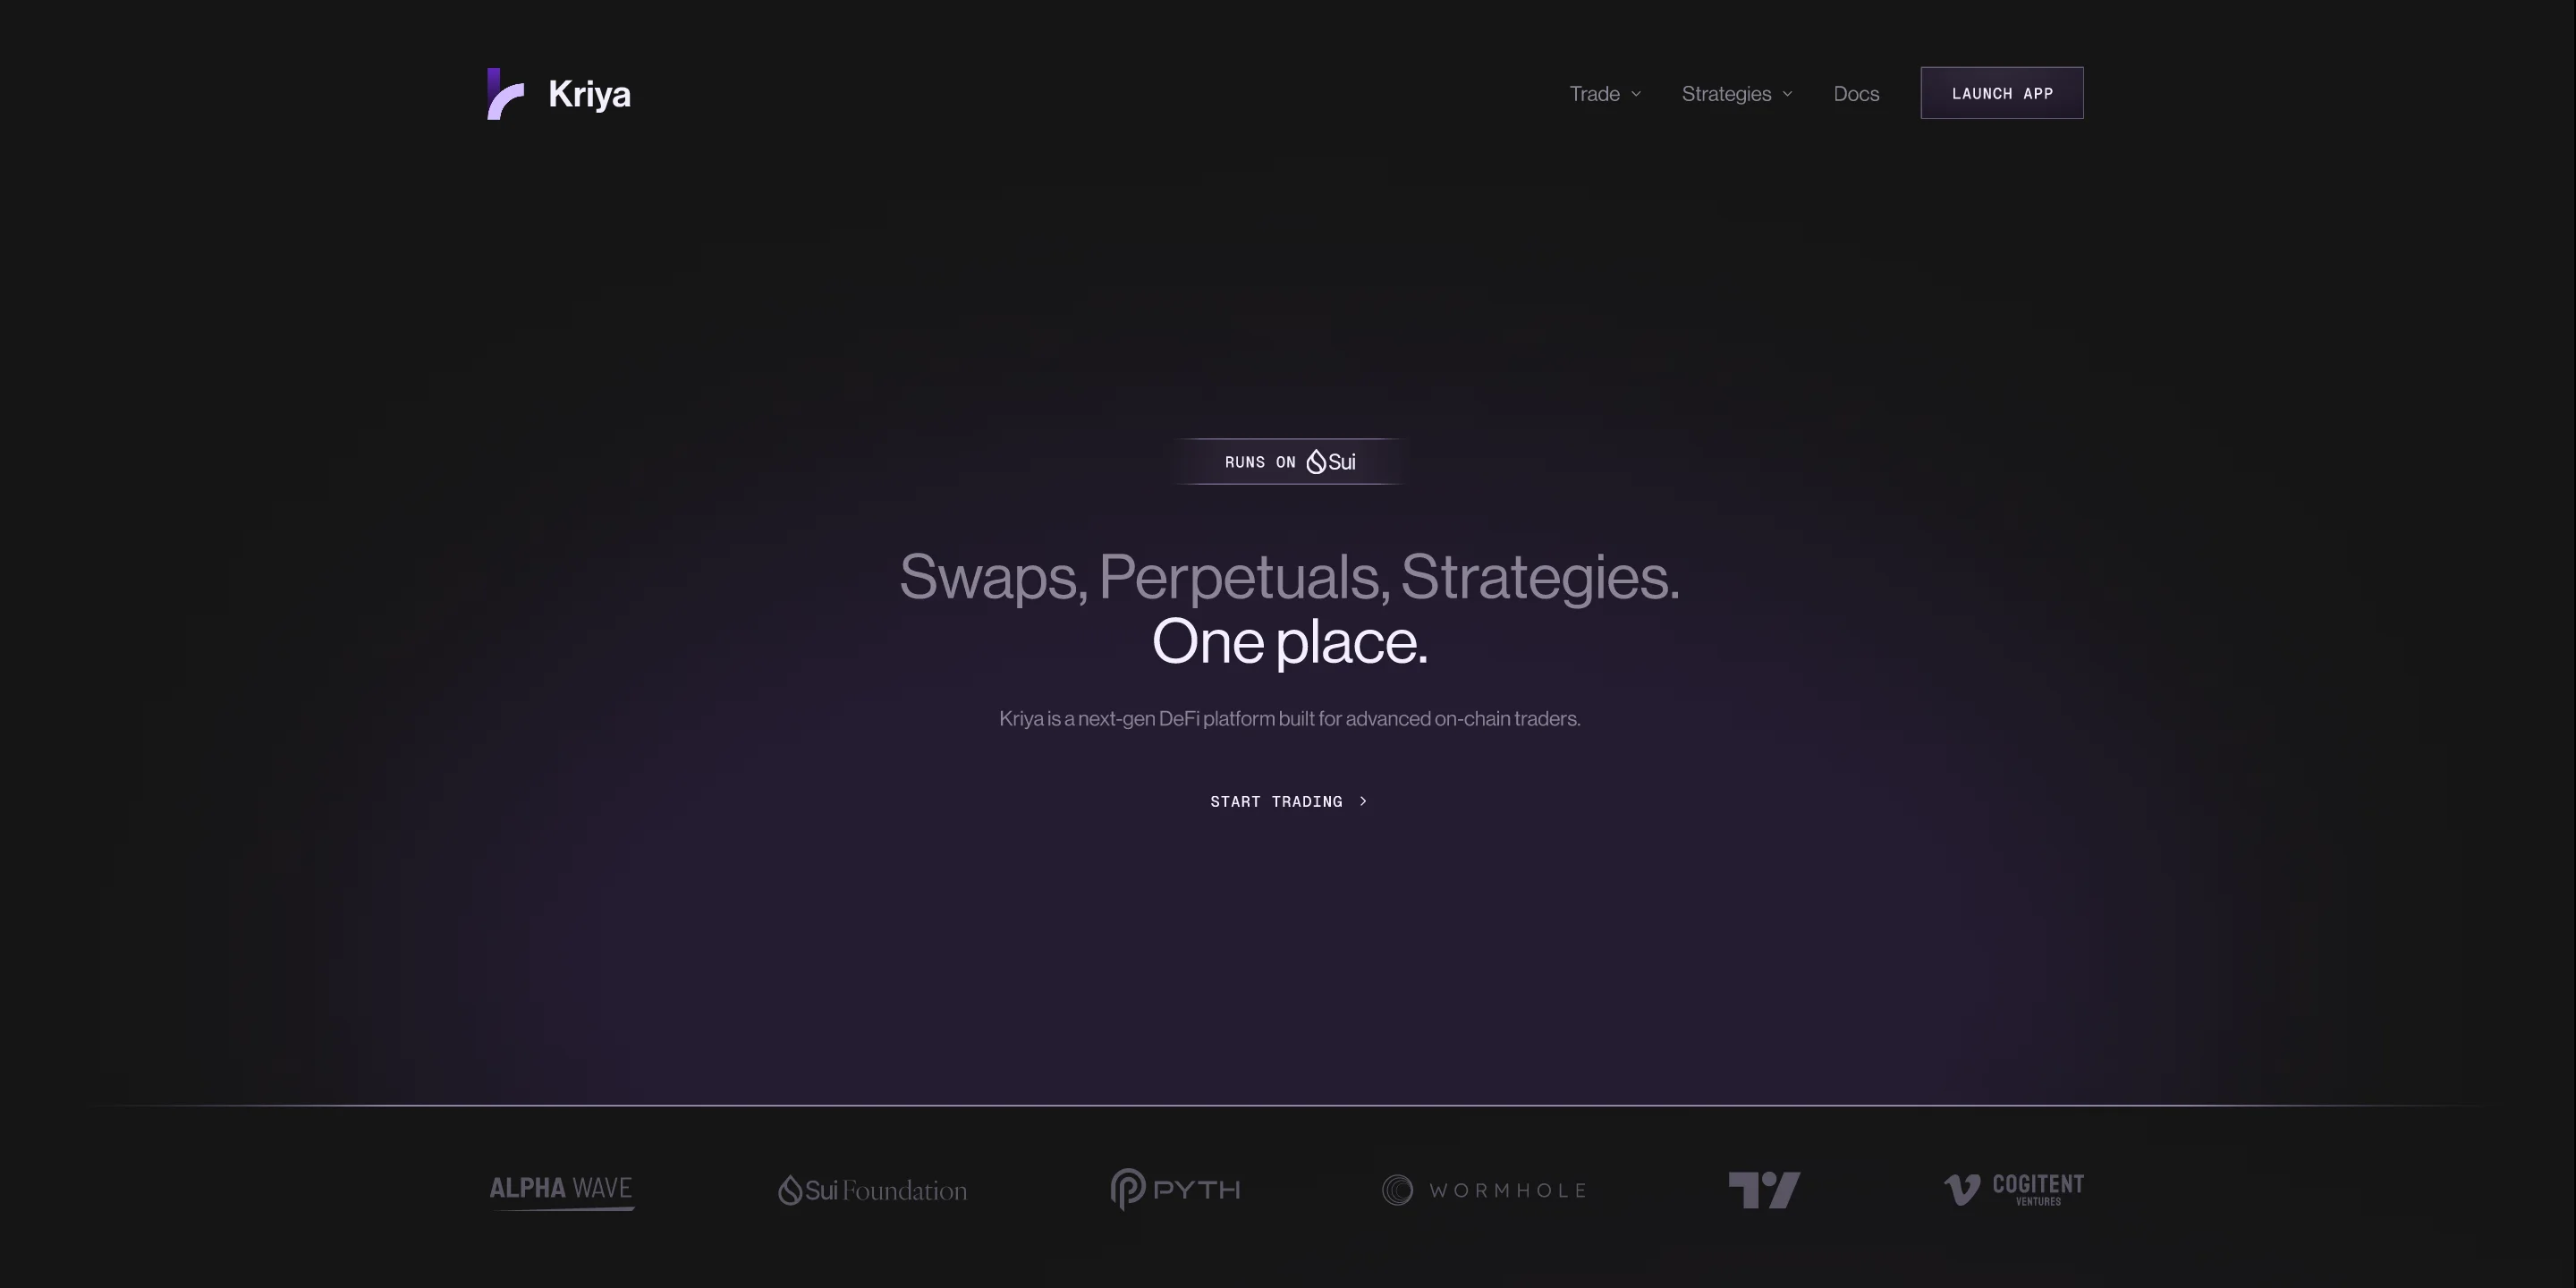 Kriya
Trade
Strategies
Docs
LAUNCH APP
RUNS ON Sui
Swaps, Perpetuals, Strategies.
One place.
Kriya is a next-gen DeFi platform built for advanced on-chain traders.
START TRADING
ALPHA WAVE
Sui Foundation
PYTH
WORMHOLE
COGITENT
VENTURES